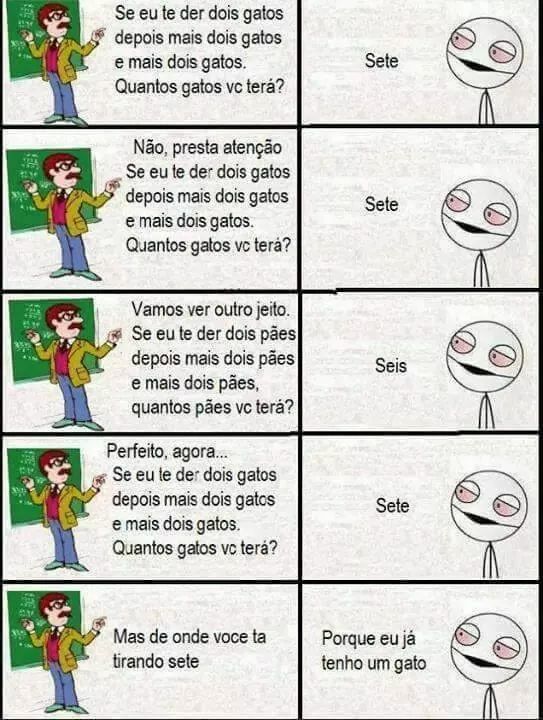 Se eu te der dois gatos
depois mais dois gatos
e mais dois gatos.
Quantos gatos vc terá?
Sete
Não, presta atenção
Se eu te der dois gatos
depois mais dois gatos
e mais dois gatos.
Quantos gatos vc terá?
Sete
Vamos ver outro jeito.
Se eu te der dois pães
depois mais dois pães
e mais dois pães,
quantos pães vc terá?
Seis
Perfeito, agora...
Se eu te der dois gatos
depois mais dois gatos
e mais dois gatos.
Quantos gatos vc terá?
Sete
Mas de onde voce ta
tirando sete
Porque eu já
tenho um gato